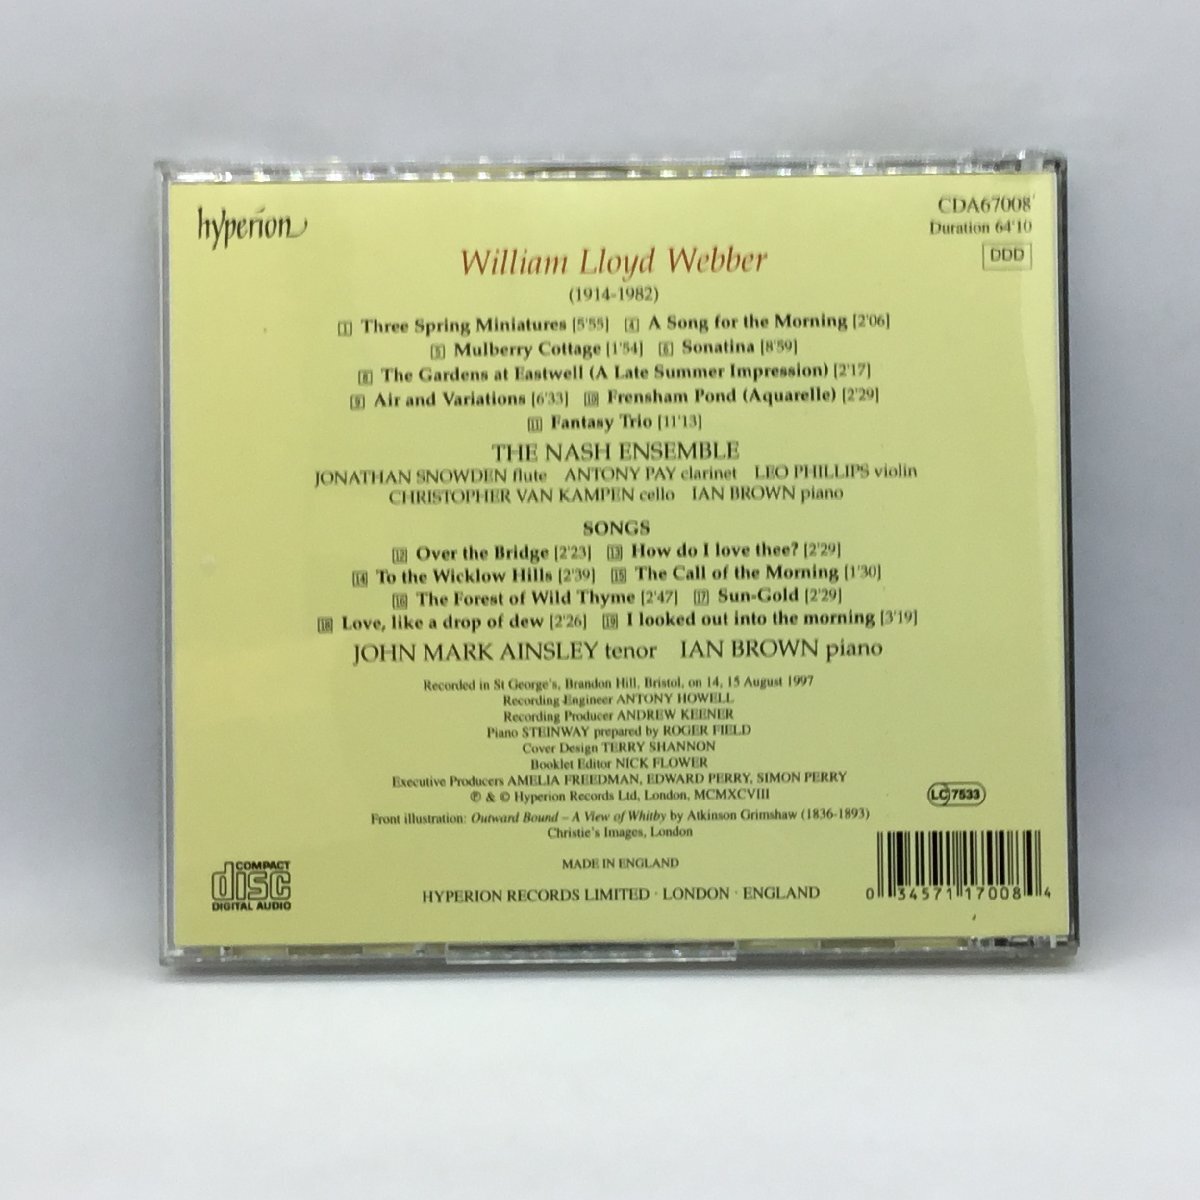 hyperion
CDA67008
Duration 64'10
DDD
William Lloyd Webber
(1914-1982)
1 Three Spring Miniatures [5'55] 4 A Song for the Morning [2'06]
5 Mulberry Cottage [1'54] 6 Sonatina [8'59]
8 The Gardens at Eastwell (A Late Summer Impression) [2'17]
9 Air and Variations [6'33] 10 Frensham Pond (Aquarelle) [2'29]
11 Fantasy Trio [11'13]
THE NASH ENSEMBLE
JONATHAN SNOWDEN flute ANTONY PAY clarinet LEO PHILLIPS violin
CHRISTOPHER VAN KAMPEN cello IAN BROWN piano
SONGS
12 Over the Bridge [2'23] 13 How do I love thee? [2'29]
14 To the Wicklow Hills [2'39] 15 The Call of the Morning [1'30]
16 The Forest of Wild Thyme [2'47] 17 Sun-Gold [2'29]
18 Love, like a drop of dew [2'26] 19 I looked out into the morning [3'19]
JOHN MARK AINSLEY tenor IAN BROWN piano
Recorded in St George's, Brandon Hill, Bristol, on 14, 15 August 1997
Recording Engineer ANTONY HOWELL
Recording Producer ANDREW KEENER
Piano STEINWAY prepared by ROGER FIELD
Cover Design TERRY SHANNON
Booklet Editor NICK FLOWER
Executive Producers AMELIA FREEDMAN, EDWARD PERRY, SIMON PERRY
℗ & © Hyperion Records Ltd, London, MCMXCVIII
Front illustration: Outward Bound – A View of Whitby by Atkinson Grimshaw (1836-1893)
Christie's Images, London
LC 7533
MADE IN ENGLAND
HYPERION RECORDS LIMITED · LONDON · ENGLAND
COMPACT
disc
DIGITAL AUDIO
0 34571 17008 4